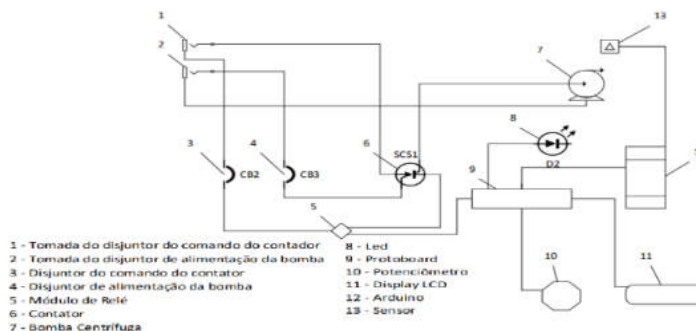 1
2
13
7
8
3
4
6
SCS1
CB2
CB3
D2
9
1
5
10
11
1 - Tomada do disjuntor do comando do contador
2 - Tomada do disjuntor de alimentação da bomba
3 - Disjuntor do comando do contator
4 - Disjuntor de alimentação da bomba
5 - Módulo de Relé
6 - Contator
7 - Bomba Centrífuga
8 - Led
9 - Protoboard
10 - Potenciômetro
11 - Display LCD
12 - Arduino
13 - Sensor